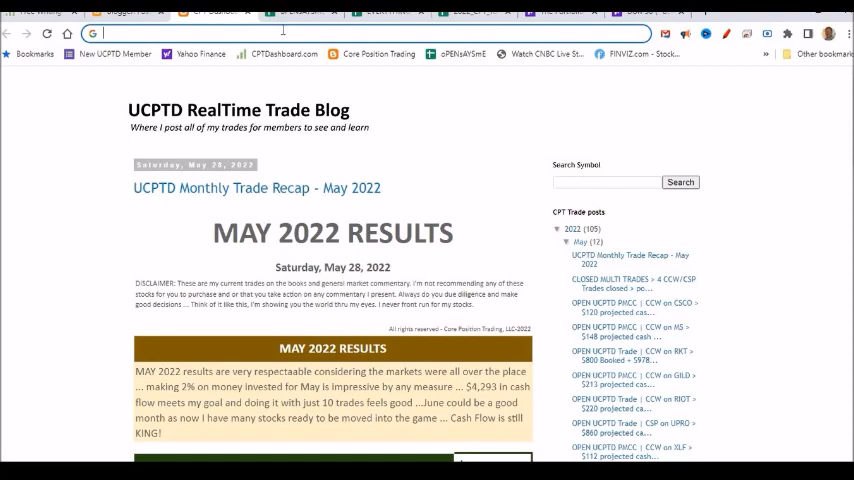 Bookmarks New UCPTD Member Yahoo Finance CPTDashboard.com Core Position Trading oPENsAYSmE Watch CNBC Live St... FINVIZ.com - Stock... » Other bookmarks
UCPTD RealTime Trade Blog
Where I post all of my trades for members to see and learn
Saturday, May 28, 2022
UCPTD Monthly Trade Recap - May 2022
MAY 2022 RESULTS
Saturday, May 28, 2022
DISCLAIMER: These are my current trades on the books and general market commentary. I'm not recommending any of these
stocks for you to purchase and or that you take action on any commentary I present. Always do you due diligence and make
good decisions ... Think of it like this, I'm showing you the world thru my eyes. I never front run for my stocks.
All rights reserved - Core Position Trading, LLC-2022
MAY 2022 RESULTS
MAY 2022 results are very respectaable considering the markets were all over the place
... making 2% on money invested for May is impressive by any measure ... $4,293 in cash
flow meets my goal and doing it with just 10 trades feels good ...June could be a good
month as now I have many stocks ready to be moved into the game ... Cash Flow is still
KING!
Search Symbol
Search
CPT Trade posts
▼ 2022 (105)
▼ May (12)
UCPTD Monthly Trade Recap - May
2022
CLOSED MULTI TRADES > 4 CCW/CSP
Trades closed > po...
OPEN UCPTD PMCC | CCW on CSCO >
$120 projected cas...
OPEN UCPTD PMCC | CCW on MS >
$148 projected cash ...
OPEN UCPTD Trade | CCW on RKT >
$800 Booked + $978...
OPEN UCPTD PMCC | CCW on GILD >
$213 projected cas...
OPEN UCPTD Trade | CCW on RIOT >
$220 projected ca...
OPEN UCPTD Trade | CSP on UPRO >
$860 projected ca...
OPEN UCPTD PMCC | CCW on XLF >
$112 projected cas...